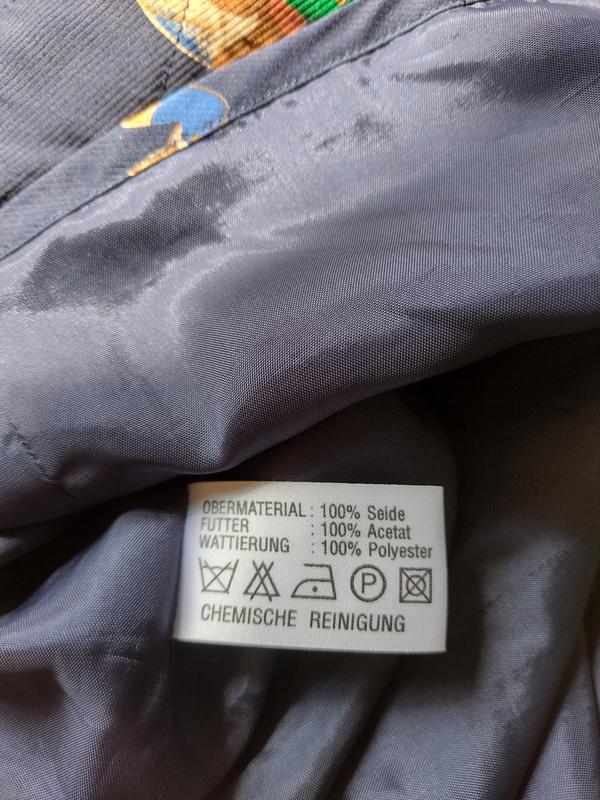 OBERMATERIAL : 100% Seide
FUTTER : 100% Acetat
WATTIERUNG : 100% Polyester
P
CHEMISCHE REINIGUNG